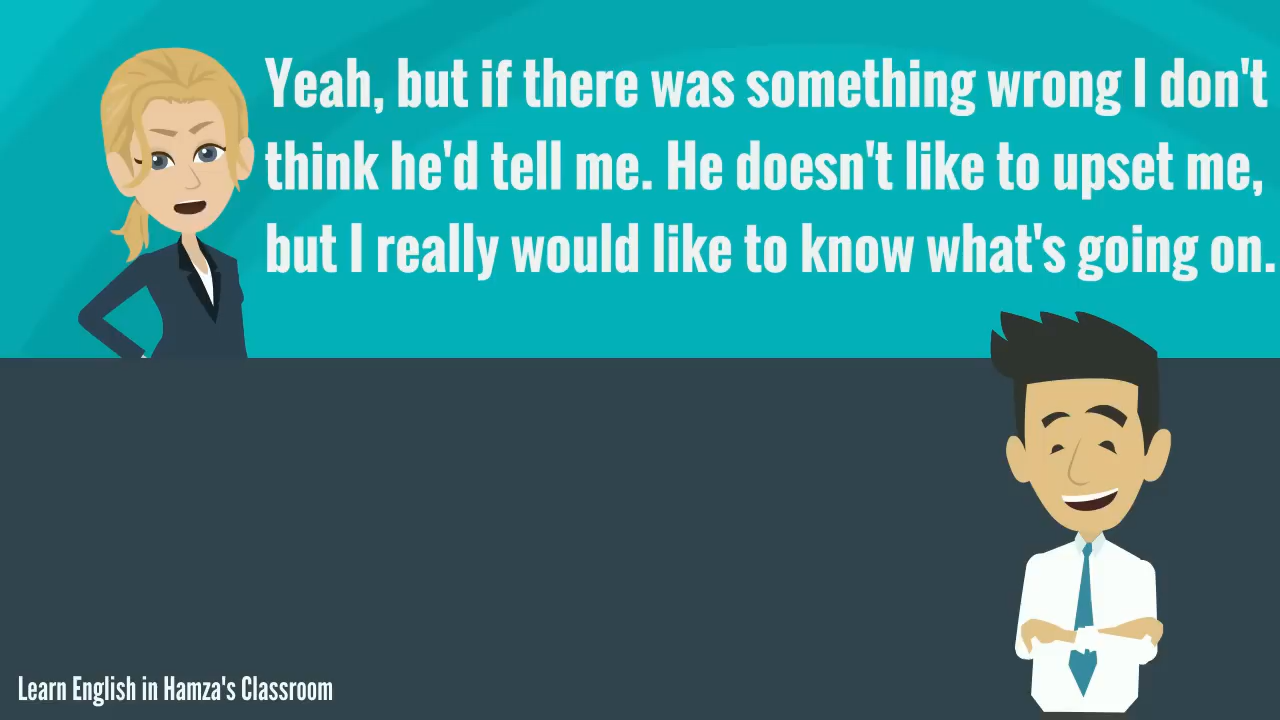 Yeah, but if there was something wrong I don't
think he'd tell me. He doesn't like to upset me,
but I really would like to know what's going on.
Learn English in Hamza's Classroom